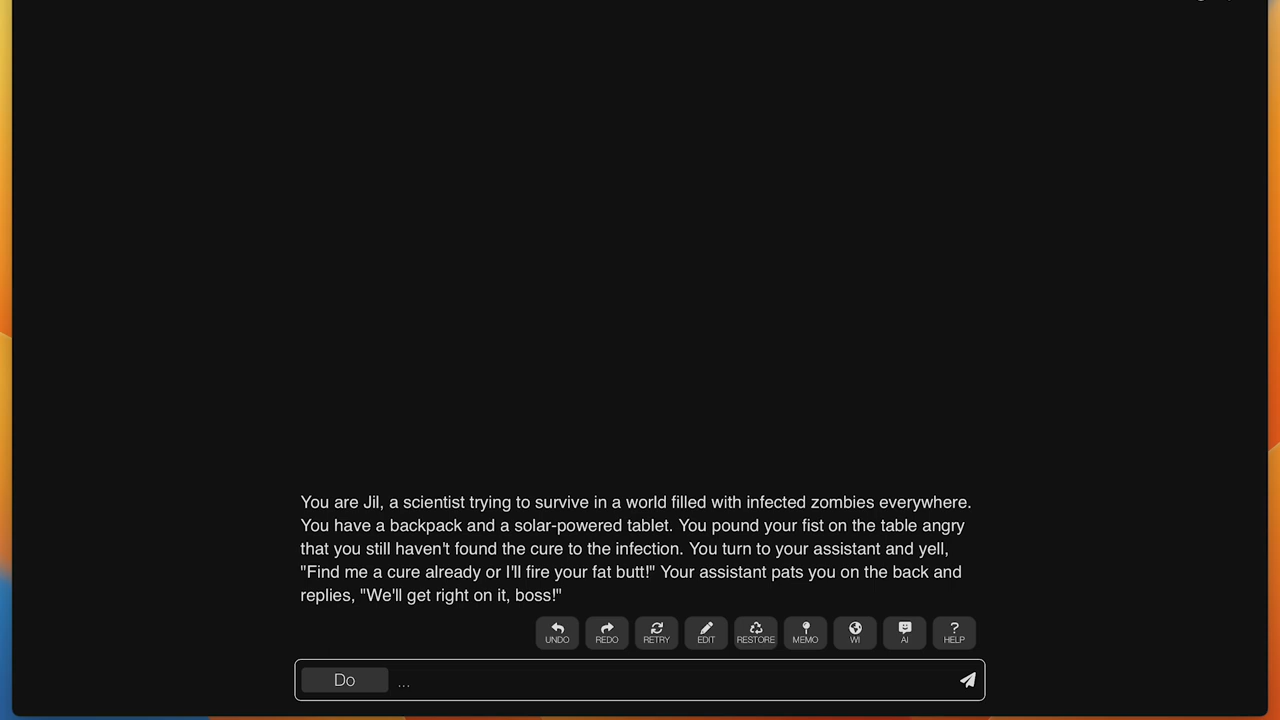 You are Jil, a scientist trying to survive in a world filled with infected zombies everywhere.
You have a backpack and a solar-powered tablet. You pound your fist on the table angry
that you still haven't found the cure to the infection. You turn to your assistant and yell,
"Find me a cure already or I'll fire your fat butt!" Your assistant pats you on the back and
replies, "We'll get right on it, boss!"
UNDO REDO RETRY EDIT RESTORE MEMO WI AI HELP
Do ...